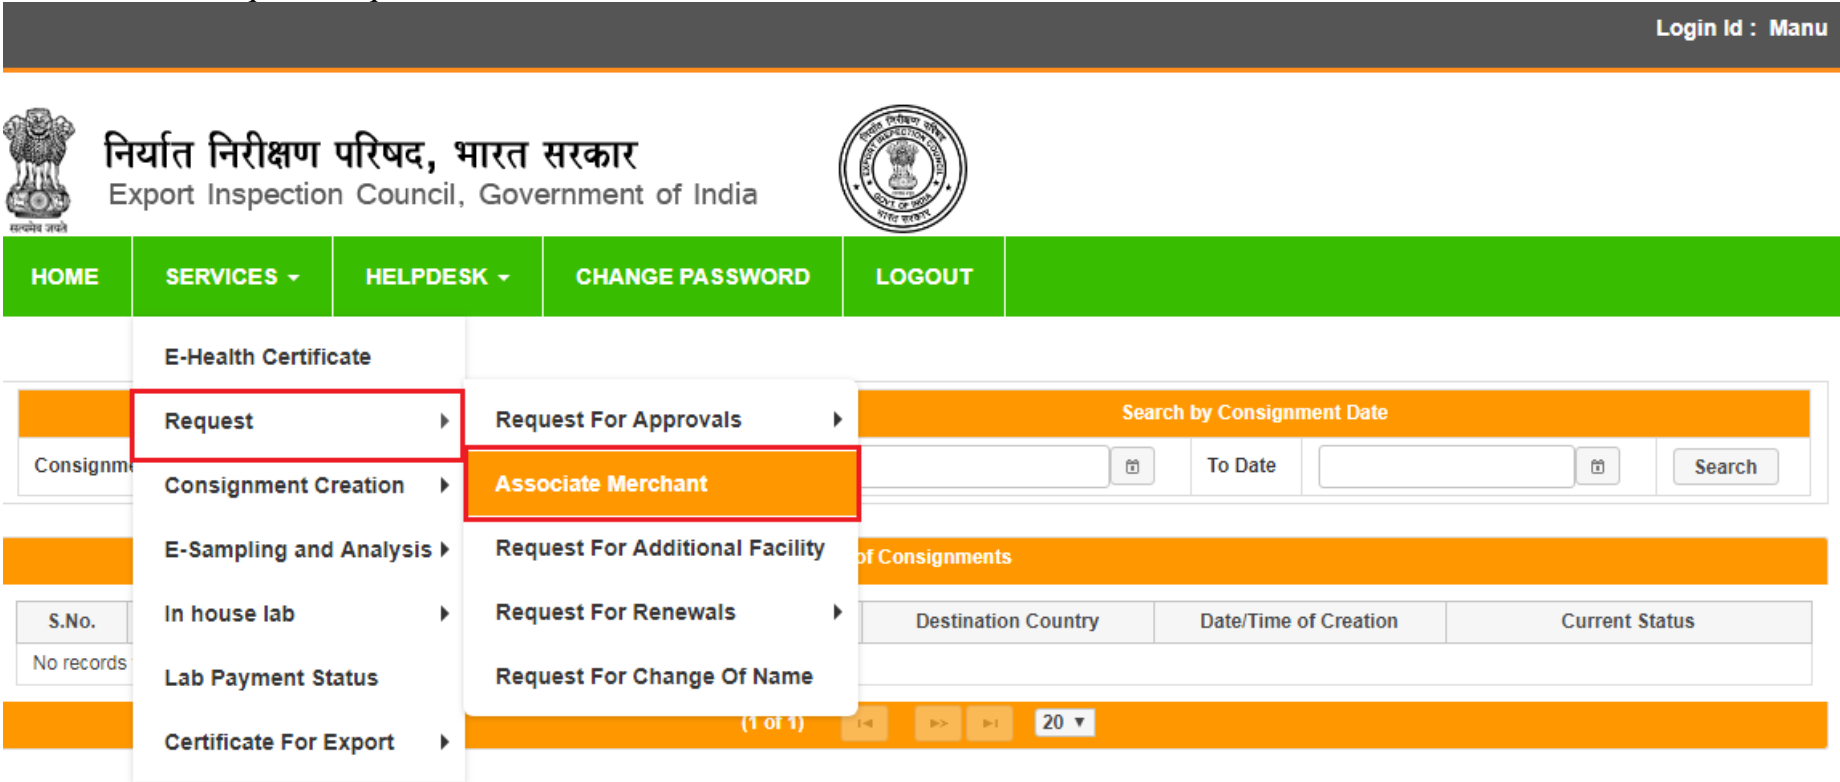 Login Id : Manu
निर्यात निरीक्षण परिषद, भारत सरकार
Export Inspection Council, Government of India
सत्यमेव जयते
HOME SERVICES HELPDESK CHANGE PASSWORD LOGOUT
E-Health Certificate
Request
Consignment Creation
E-Sampling and Analysis
In house lab
Lab Payment Status
Certificate For Export
Request For Approvals
Associate Merchant
Request For Additional Facility
Request For Renewals
Request For Change Of Name
Search by Consignment Date
Consignme To Date Search
of Consignments
S.No. Destination Country Date/Time of Creation Current Status
No records
(1 of 1) 20